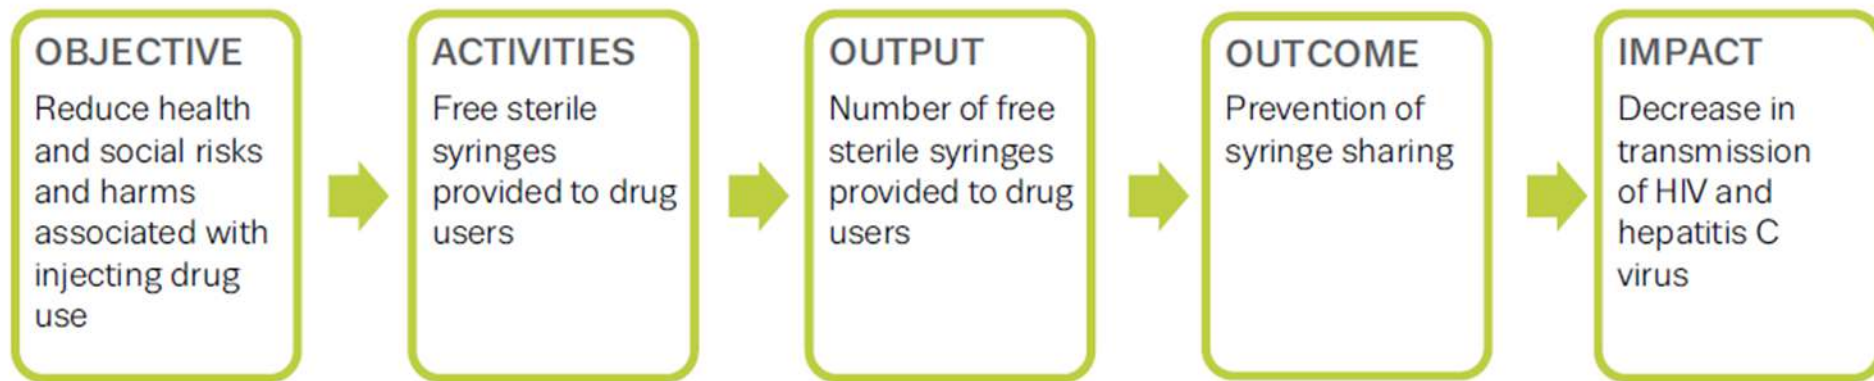 OBJECTIVE
Reduce health
and social risks
and harms
associated with
injecting drug
use
ACTIVITIES
Free sterile
syringes
provided to drug
users
OUTPUT
Number of free
sterile syringes
provided to drug
users
OUTCOME
Prevention of
syringe sharing
IMPACT
Decrease in
transmission
of HIV and
hepatitis C
virus